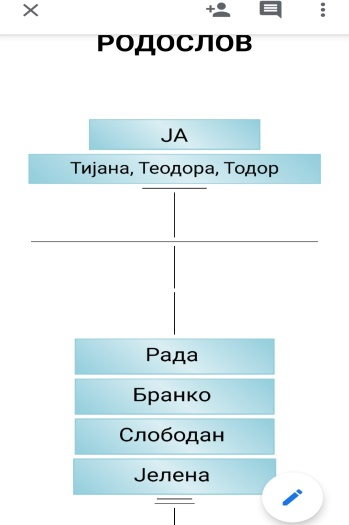 РОДОСЛОВ
ЈА
Тијана, Теодора, Тодор
Рада
Бранко
Слободан
Јелена